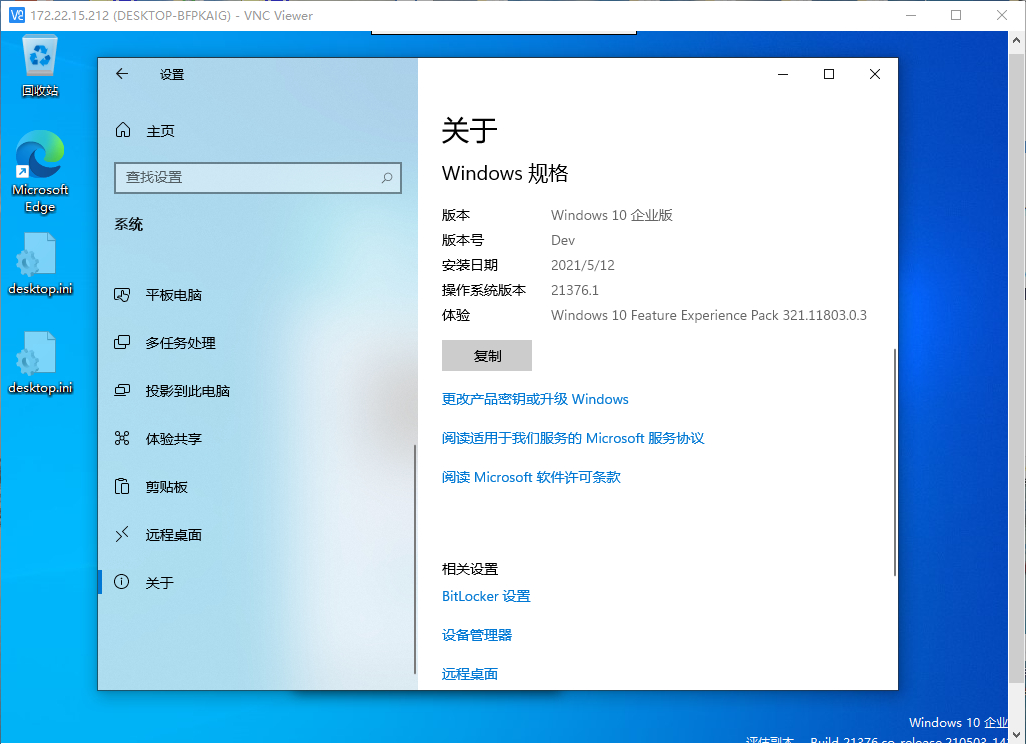 172.22.15.212 (DESKTOP-BFPKAIG) - VNC Viewer
回收站
Microsoft
Edge
desktop.ini
desktop.ini
设置
主页
查找设置
系统
平板电脑
多任务处理
投影到此电脑
体验共享
剪贴板
远程桌面
关于
关于
Windows 规格
版本 Windows 10 企业版
版本号 Dev
安装日期 2021/5/12
操作系统版本 21376.1
体验 Windows 10 Feature Experience Pack 321.11803.0.3
复制
更改产品密钥或升级 Windows
阅读适用于我们服务的 Microsoft 服务协议
阅读 Microsoft 软件许可条款
相关设置
BitLocker 设置
设备管理器
远程桌面
Windows 10 企业
评估副本 Build 21376.co_release.210503-14